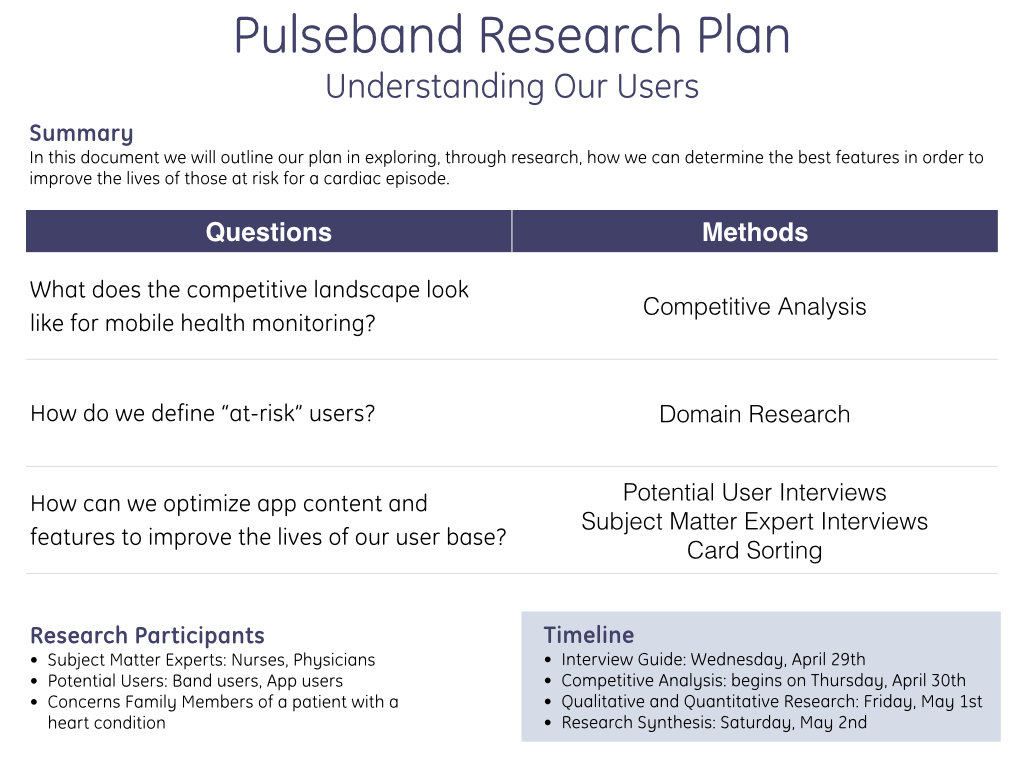 Pulseband Research Plan
Understanding Our Users
Summary
In this document we will outline our plan in exploring, through research, how we can determine the best features in order to
improve the lives of those at risk for a cardiac episode.
Questions
Methods
What does the competitive landscape look
like for mobile health monitoring?
Competitive Analysis
How do we define “at-risk” users?
Domain Research
How can we optimize app content and
features to improve the lives of our user base?
Potential User Interviews
Subject Matter Expert Interviews
Card Sorting
Research Participants
• Subject Matter Experts: Nurses, Physicians
• Potential Users: Band users, App users
• Concerns Family Members of a patient with a
heart condition
Timeline
• Interview Guide: Wednesday, April 29th
• Competitive Analysis: begins on Thursday, April 30th
• Qualitative and Quantitative Research: Friday, May 1st
• Research Synthesis: Saturday, May 2nd